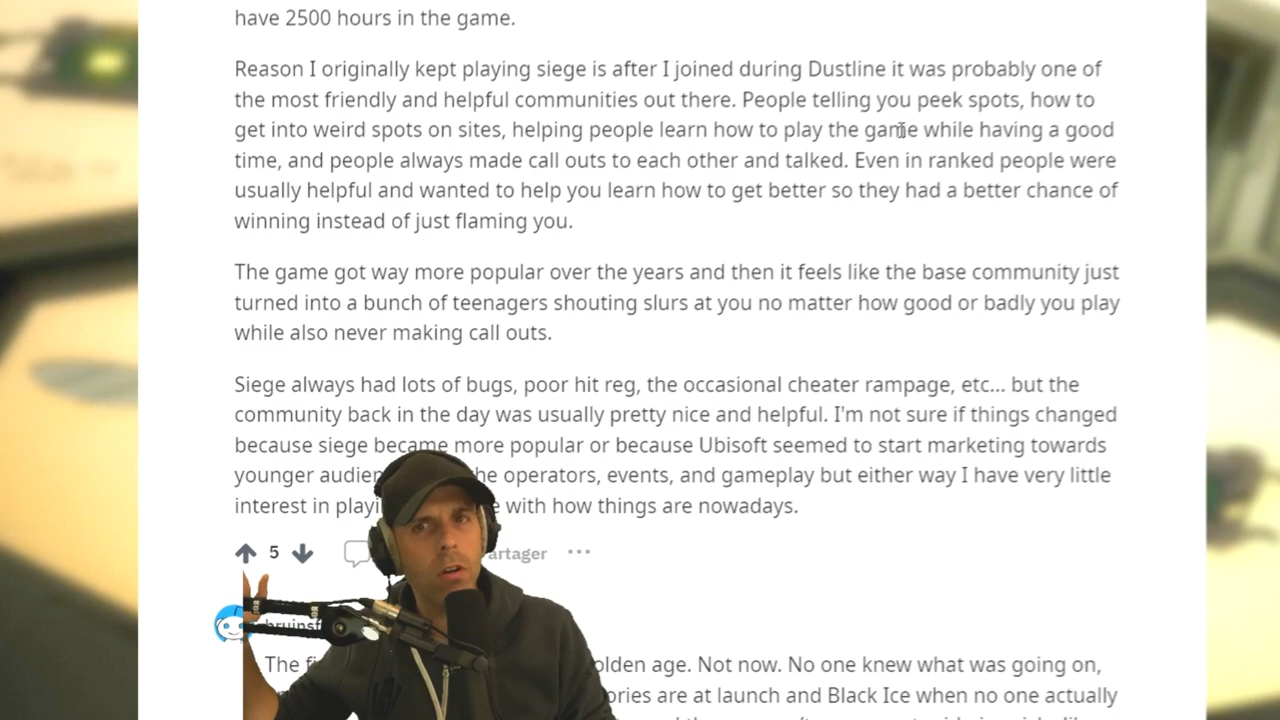 have 2500 hours in the game.
Reason I originally kept playing siege is after I joined during Dustline it was probably one of
the most friendly and helpful communities out there. People telling you peek spots, how to
get into weird spots on sites, helping people learn how to play the game while having a good
time, and people always made call outs to each other and talked. Even in ranked people were
usually helpful and wanted to help you learn how to get better so they had a better chance of
winning instead of just flaming you.
The game got way more popular over the years and then it feels like the base community just
turned into a bunch of teenagers shouting slurs at you no matter how good or badly you play
while also never making call outs.
Siege always had lots of bugs, poor hit reg, the occasional cheater rampage, etc... but the
community back in the day was usually pretty nice and helpful. I'm not sure if things changed
because siege became more popular or because Ubisoft seemed to start marketing towards
younger operators, events, and gameplay but either way I have very little
interest in with how things are nowadays.
5
The Not now. No one knew what was going on,
are at launch and Black Ice when no one actually